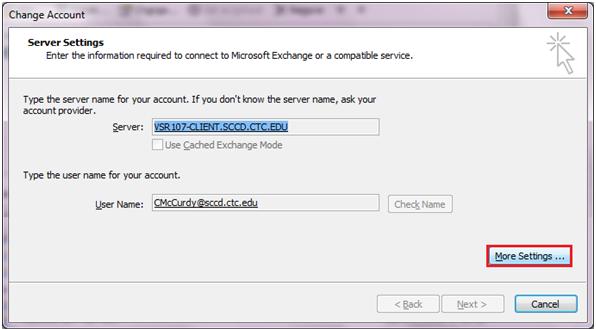 Change Account
Server Settings
Enter the information required to connect to Microsoft Exchange or a compatible service.
Type the server name for your account. If you don't know the server name, ask your
account provider.
Server: VSR107-CLIENT.SCCD.CTC.EDU
Use Cached Exchange Mode
Type the user name for your account.
User Name: CMcCurdy@sccd.ctc.edu Check Name
More Settings ...
< Back Next > Cancel